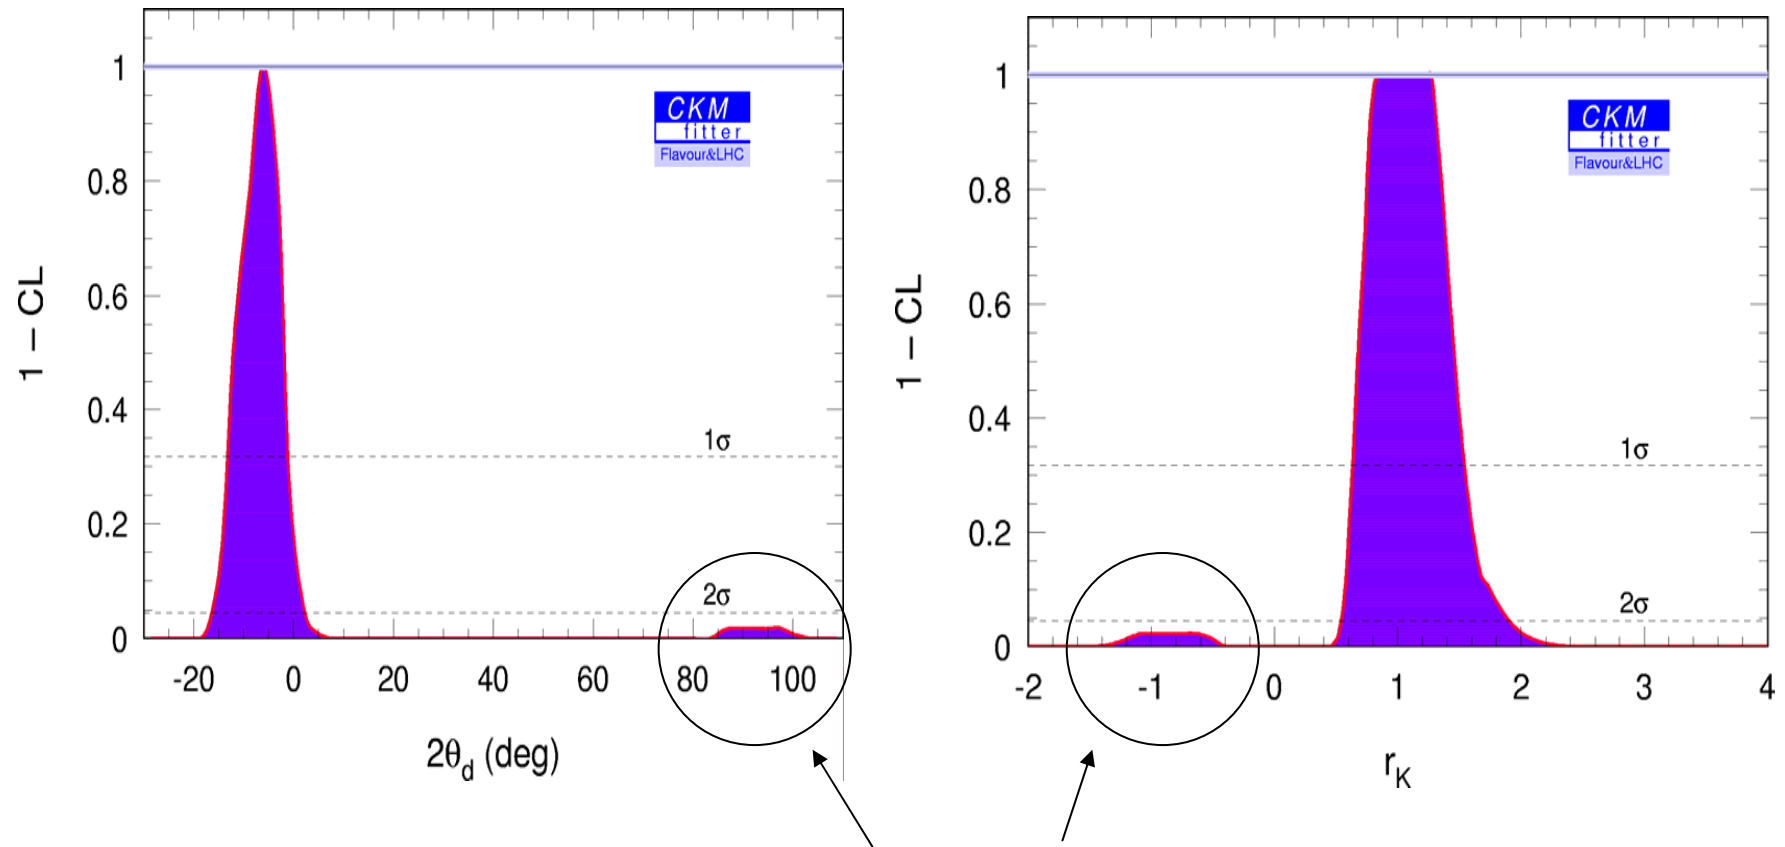 1 – CL
1
0.8
0.6
0.4
0.2
0
-20 0 20 40 60 80 100
2θd (deg)
CKM
fitter
Flavour&LHC
1σ
2σ
1 – CL
1
0.8
0.6
0.4
0.2
0
-2 -1 0 1 2 3 4
rK
CKM
fitter
Flavour&LHC
1σ
2σ